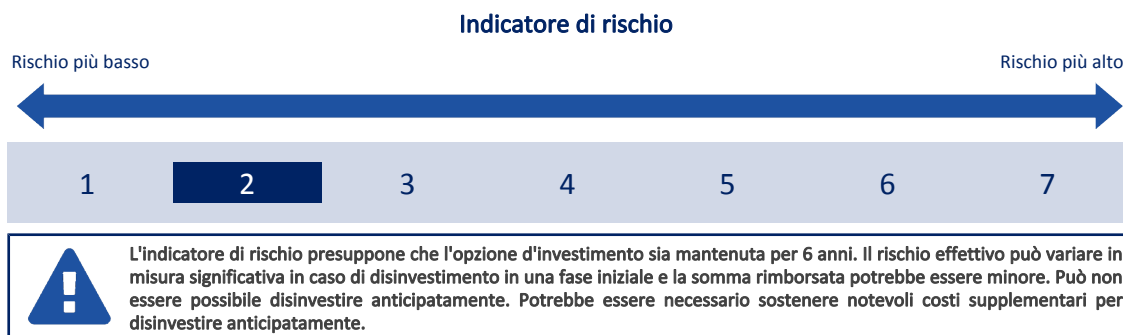 Indicatore di rischio
Rischio più basso
Rischio più alto
1 2 3 4 5 6 7
L'indicatore di rischio presuppone che l'opzione d'investimento sia mantenuta per 6 anni. Il rischio effettivo può variare in
misura significativa in caso di disinvestimento in una fase iniziale e la somma rimborsata potrebbe essere minore. Può non
essere possibile disinvestire anticipatamente. Potrebbe essere necessario sostenere notevoli costi supplementari per
disinvestire anticipatamente.